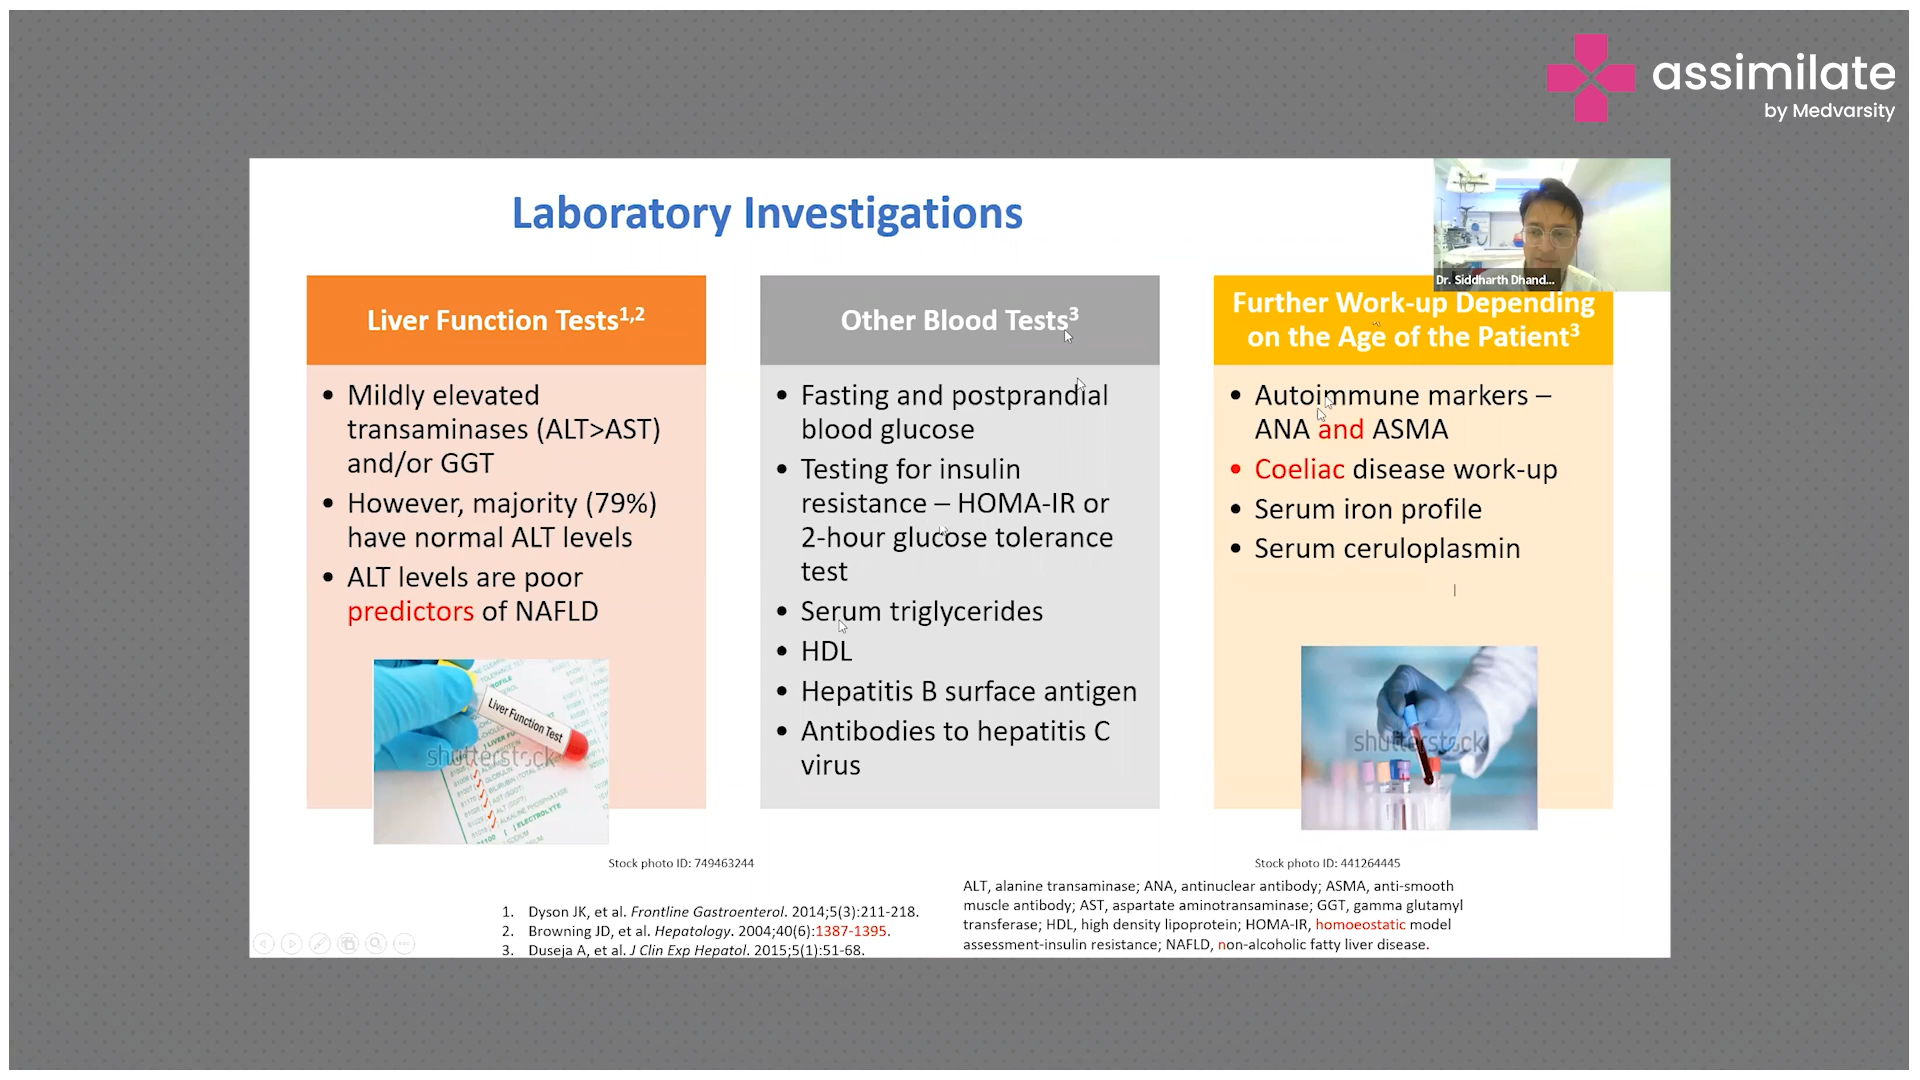 assimilate
by Medvarsity
Laboratory Investigations
Dr. Siddharth Dhand...
Liver Function Tests1,2
• Mildly elevated
transaminases (ALT>AST)
and/or GGT
• However, majority (79%)
have normal ALT levels
• ALT levels are poor
predictors of NAFLD
Liver Function Test
shutterstock
Stock photo ID: 749463244
Other Blood Tests3
• Fasting and postprandial
blood glucose
• Testing for insulin
resistance – HOMA-IR or
2-hour glucose tolerance
test
• Serum triglycerides
• HDL
• Hepatitis B surface antigen
• Antibodies to hepatitis C
virus
Further Work-up Depending
on the Age of the Patient3
• Autoimmune markers –
ANA and ASMA
• Coeliac disease work-up
• Serum iron profile
• Serum ceruloplasmin
shutterstock
Stock photo ID: 441264445
1. Dyson JK, et al. Frontline Gastroenterol. 2014;5(3):211-218.
2. Browning JD, et al. Hepatology. 2004;40(6):1387-1395.
3. Duseja A, et al. J Clin Exp Hepatol. 2015;5(1):51-68.
ALT, alanine transaminase; ANA, antinuclear antibody; ASMA, anti-smooth
muscle antibody; AST, aspartate aminotransaminase; GGT, gamma glutamyl
transferase; HDL, high density lipoprotein; HOMA-IR, homoeostatic model
assessment-insulin resistance; NAFLD, non-alcoholic fatty liver disease.